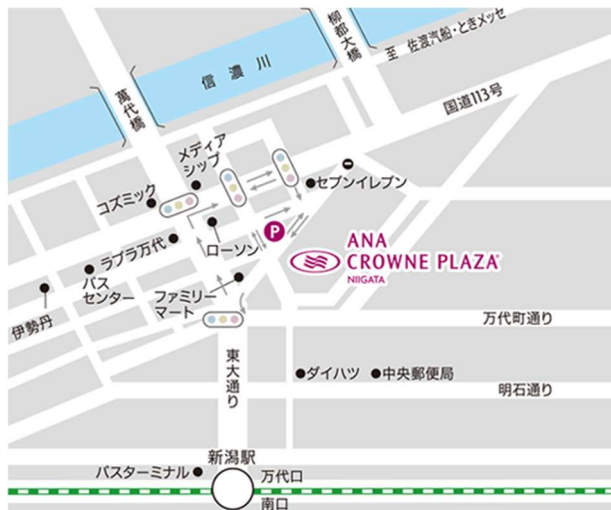 柳都大橋
至 佐渡汽船・ときメッセ
信濃川
萬代橋
国道113号
メディア
シップ
コズミック
セブンイレブン
P
ラブラ万代
ローソン
ANA
CROWNE PLAZA
NIIGATA
バス
センター
ファミリー
マート
伊勢丹
万代町通り
東大通り
ダイハツ
中央郵便局
明石通り
新潟駅
バスターミナル
万代口
南口